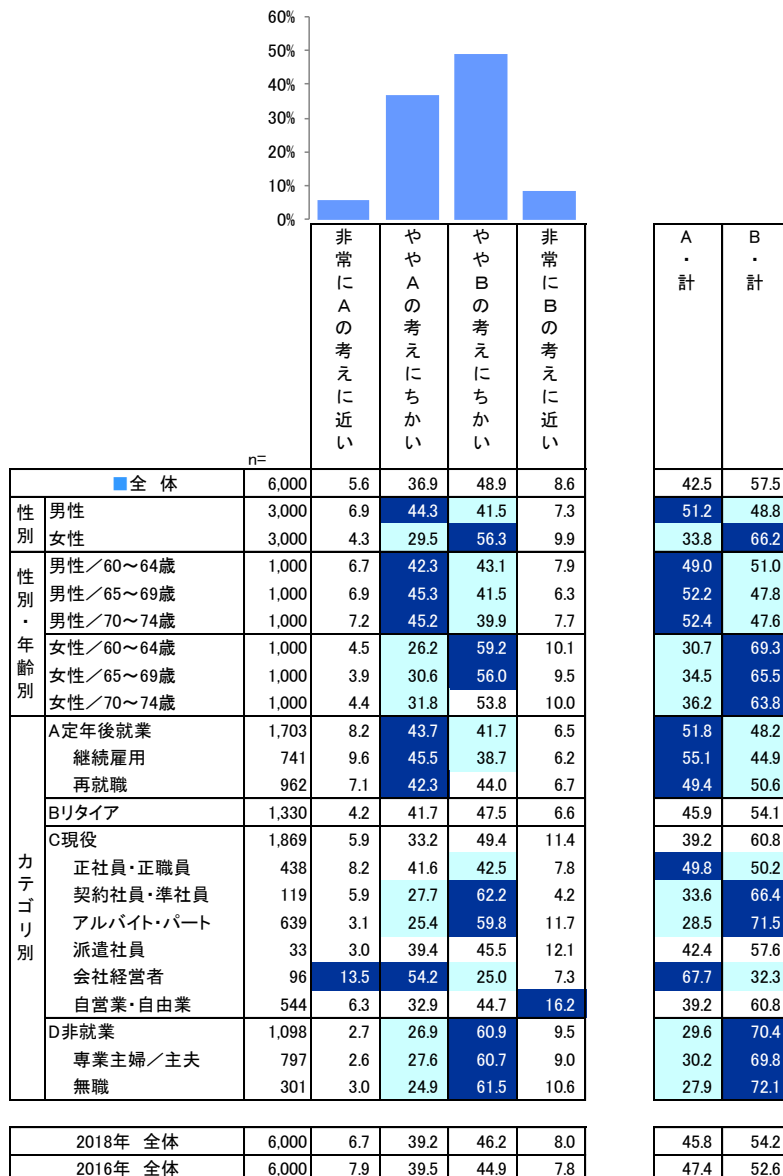 60%
50%
40%
30%
20%
10%
0%
非常にAの考えに近い
ややAの考えにちかい
ややBの考えにちかい
非常にBの考えに近い
A・計
B・計
n=
■全 体 6,000 5.6 36.9 48.9 8.6 42.5 57.5
性別
男性 3,000 6.9 44.3 41.5 7.3 51.2 48.8
女性 3,000 4.3 29.5 56.3 9.9 33.8 66.2
性別・年齢別
男性／60～64歳 1,000 6.7 42.3 43.1 7.9 49.0 51.0
男性／65～69歳 1,000 6.9 45.3 41.5 6.3 52.2 47.8
男性／70～74歳 1,000 7.2 45.2 39.9 7.7 52.4 47.6
女性／60～64歳 1,000 4.5 26.2 59.2 10.1 30.7 69.3
女性／65～69歳 1,000 3.9 30.6 56.0 9.5 34.5 65.5
女性／70～74歳 1,000 4.4 31.8 53.8 10.0 36.2 63.8
カテゴリ別
A定年後就業 1,703 8.2 43.7 41.7 6.5 51.8 48.2
継続雇用 741 9.6 45.5 38.7 6.2 55.1 44.9
再就職 962 7.1 42.3 44.0 6.7 49.4 50.6
Bリタイア 1,330 4.2 41.7 47.5 6.6 45.9 54.1
C現役 1,869 5.9 33.2 49.4 11.4 39.2 60.8
正社員・正職員 438 8.2 41.6 42.5 7.8 49.8 50.2
契約社員・準社員 119 5.9 27.7 62.2 4.2 33.6 66.4
アルバイト・パート 639 3.1 25.4 59.8 11.7 28.5 71.5
派遣社員 33 3.0 39.4 45.5 12.1 42.4 57.6
会社経営者 96 13.5 54.2 25.0 7.3 67.7 32.3
自営業・自由業 544 6.3 32.9 44.7 16.2 39.2 60.8
D非就業 1,098 2.7 26.9 60.9 9.5 29.6 70.4
専業主婦／主夫 797 2.6 27.6 60.7 9.0 30.2 69.8
無職 301 3.0 24.9 61.5 10.6 27.9 72.1
2018年 全体 6,000 6.7 39.2 46.2 8.0 45.8 54.2
2016年 全体 6,000 7.9 39.5 44.9 7.8 47.4 52.6